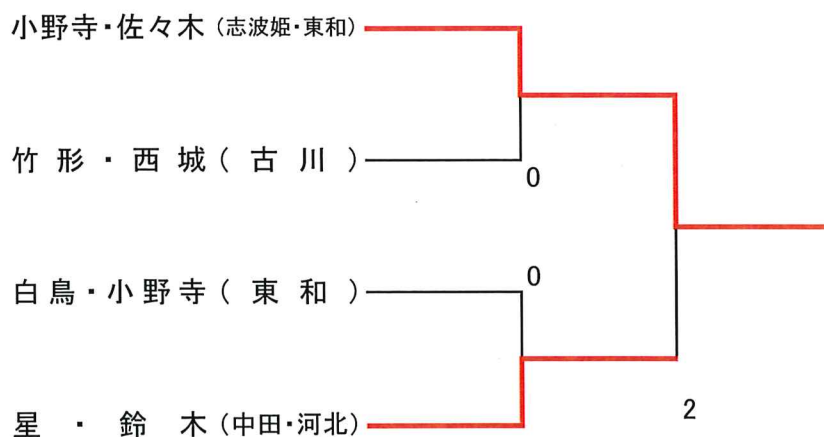 小野寺・佐々木（志波姫・東和）
竹形・西城（古川）
0
0
白鳥・小野寺（東和）
2
星・鈴木（中田・河北）